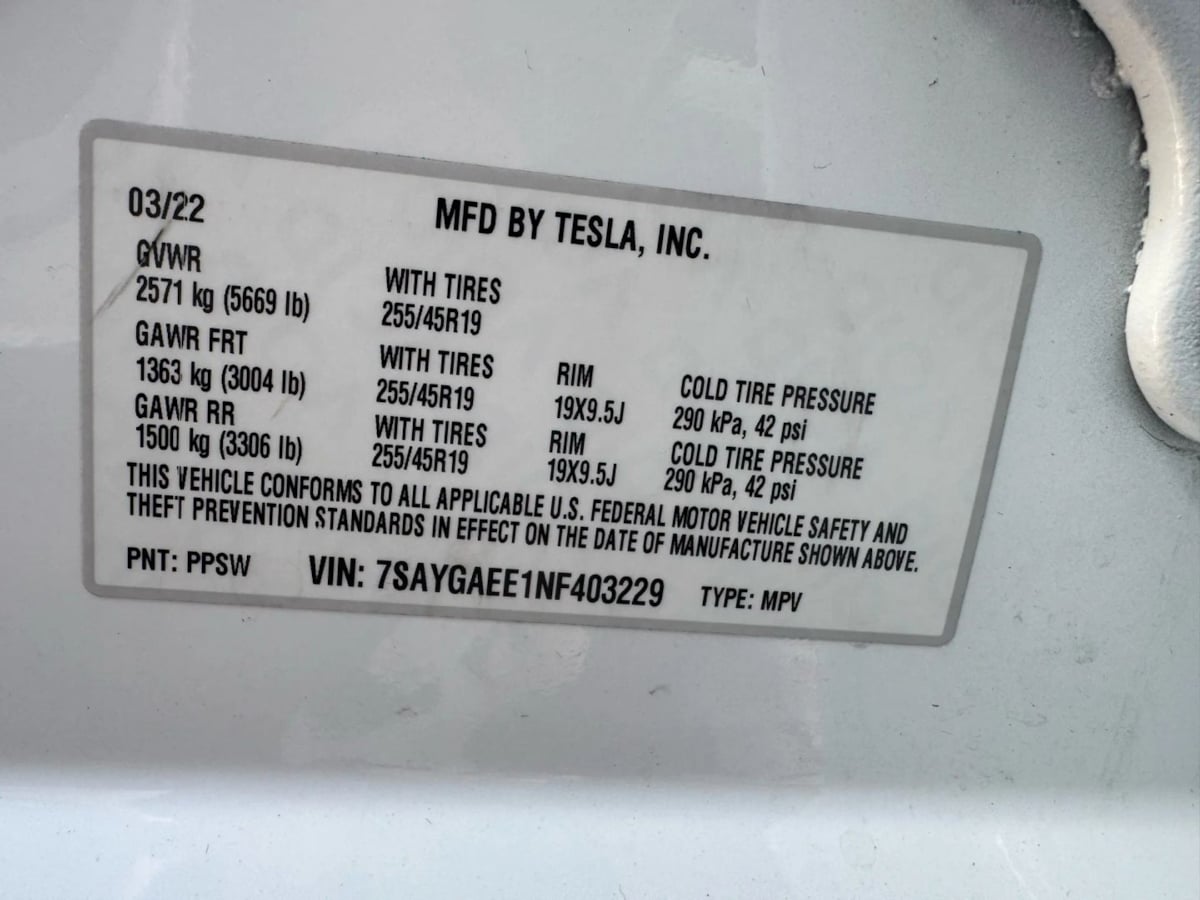 03/22
MFD BY TESLA, INC.
GVWR
2571 kg (5669 lb)
WITH TIRES
255/45R19
GAWR FRT
1363 kg (3004 lb)
WITH TIRES
255/45R19
RIM
19X9.5J
COLD TIRE PRESSURE
290 kPa, 42 psi
GAWR RR
1500 kg (3306 lb)
WITH TIRES
255/45R19
RIM
19X9.5J
COLD TIRE PRESSURE
290 kPa, 42 psi
THIS VEHICLE CONFORMS TO ALL APPLICABLE U.S. FEDERAL MOTOR VEHICLE SAFETY AND
THEFT PREVENTION STANDARDS IN EFFECT ON THE DATE OF MANUFACTURE SHOWN ABOVE.
PNT: PPSW VIN: 7SAYGAEE1NF403229 TYPE: MPV